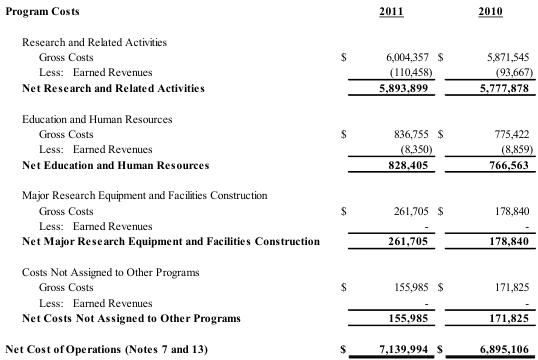 Program Costs 2011 2010
Research and Related Activities
Gross Costs $ 6,004,357 $ 5,871,545
Less: Earned Revenues (110,458) (93,667)
Net Research and Related Activities 5,893,899 5,777,878
Education and Human Resources
Gross Costs $ 836,755 $ 775,422
Less: Earned Revenues (8,350) (8,859)
Net Education and Human Resources 828,405 766,563
Major Research Equipment and Facilities Construction
Gross Costs $ 261,705 $ 178,840
Less: Earned Revenues - -
Net Major Research Equipment and Facilities Construction 261,705 178,840
Costs Not Assigned to Other Programs
Gross Costs $ 155,985 $ 171,825
Less: Earned Revenues - -
Net Costs Not Assigned to Other Programs 155,985 171,825
Net Cost of Operations (Notes 7 and 13) $ 7,139,994 $ 6,895,106